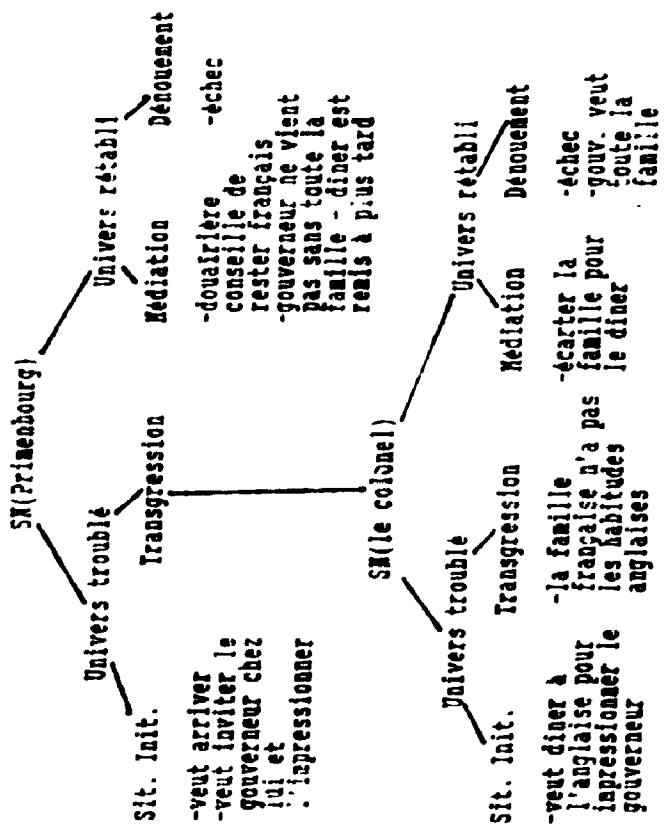 SN(Primenbourg)
Univers troublé
Univers rétabli
Sit. Init.
Transgression
Médiation
Dénouement
-veut arriver
-veut inviter le
gouverneur chez
lui et
l'impressionner
-douairière
conseille de
rester français
-gouverneur ne vient
pas sans toute la
famille - diner est
remis à plus tard
-échec
SN(le colonel)
Univers troublé
Univers rétabli
Sit. Init.
Transgression
Médiation
Dénouement
-veut diner à
l'anglaise pour
impressionner le
gouverneur
-la famille
française n'a pas
les habitudes
anglaises
-écarter la
famille pour
le diner
-échec
-gouv. veut
toute la
famille